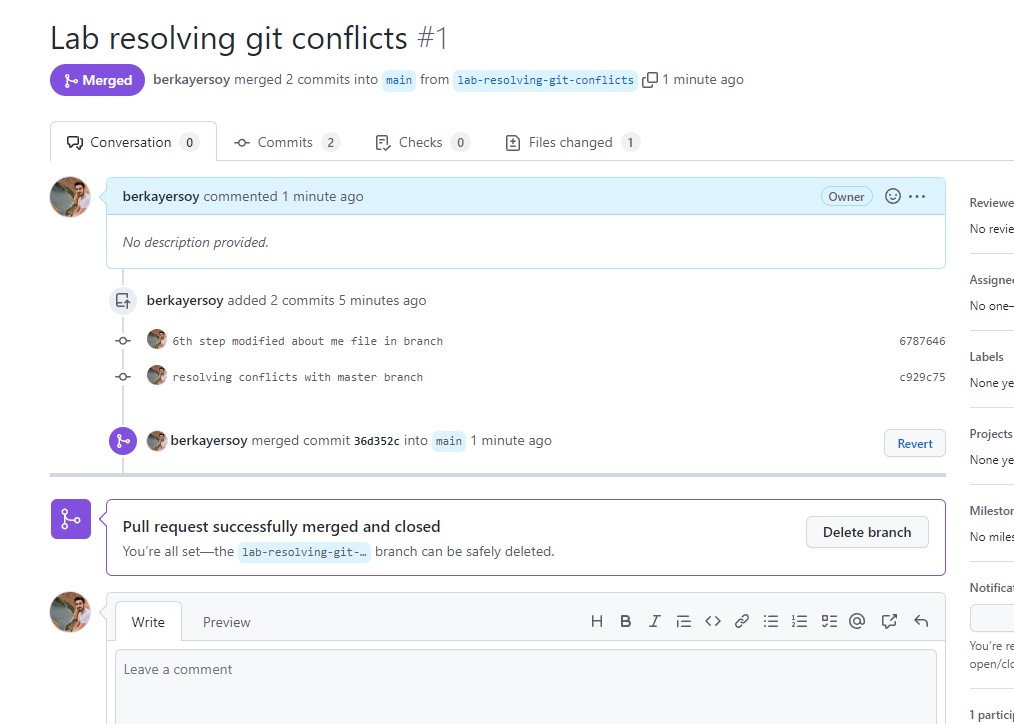 Lab resolving git conflicts #1
Merged berkayersoy merged 2 commits into main from lab-resolving-git-conflicts 1 minute ago
Conversation 0 Commits 2 Checks 0 Files changed 1
berkayersoy commented 1 minute ago Owner
No description provided.
berkayersoy added 2 commits 5 minutes ago
6th step modified about me file in branch 6787646
resolving conflicts with master branch c929c75
berkayersoy merged commit 36d352c into main 1 minute ago Revert
Pull request successfully merged and closed
You're all set—the lab-resolving-git-… branch can be safely deleted.
Delete branch
Write Preview
Leave a comment
Reviewe
No revie
Assignee
No one—
Labels
None ye
Projects
None ye
Mileston
No miles
Notificat
You're re
open/clo
1 partici